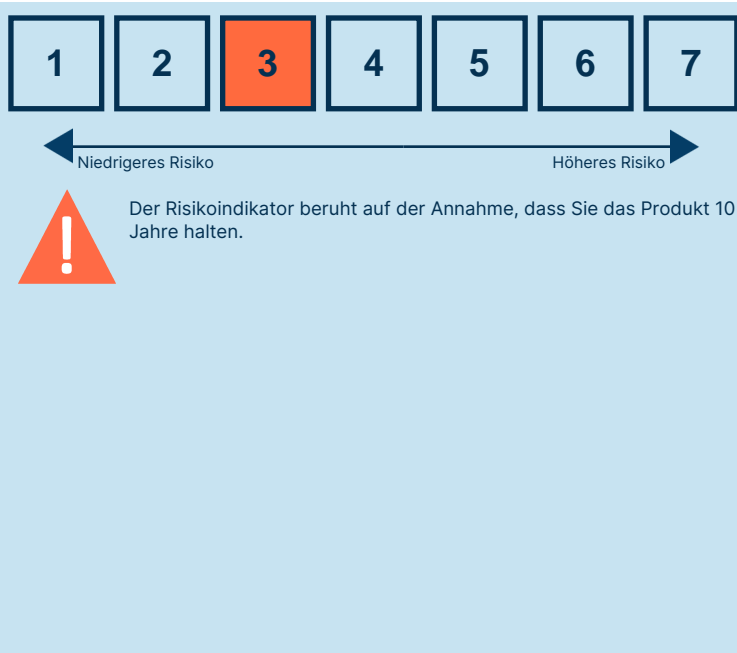 1 2 3 4 5 6 7
Niedrigeres Risiko Höheres Risiko
Der Risikoindikator beruht auf der Annahme, dass Sie das Produkt 10
Jahre halten.